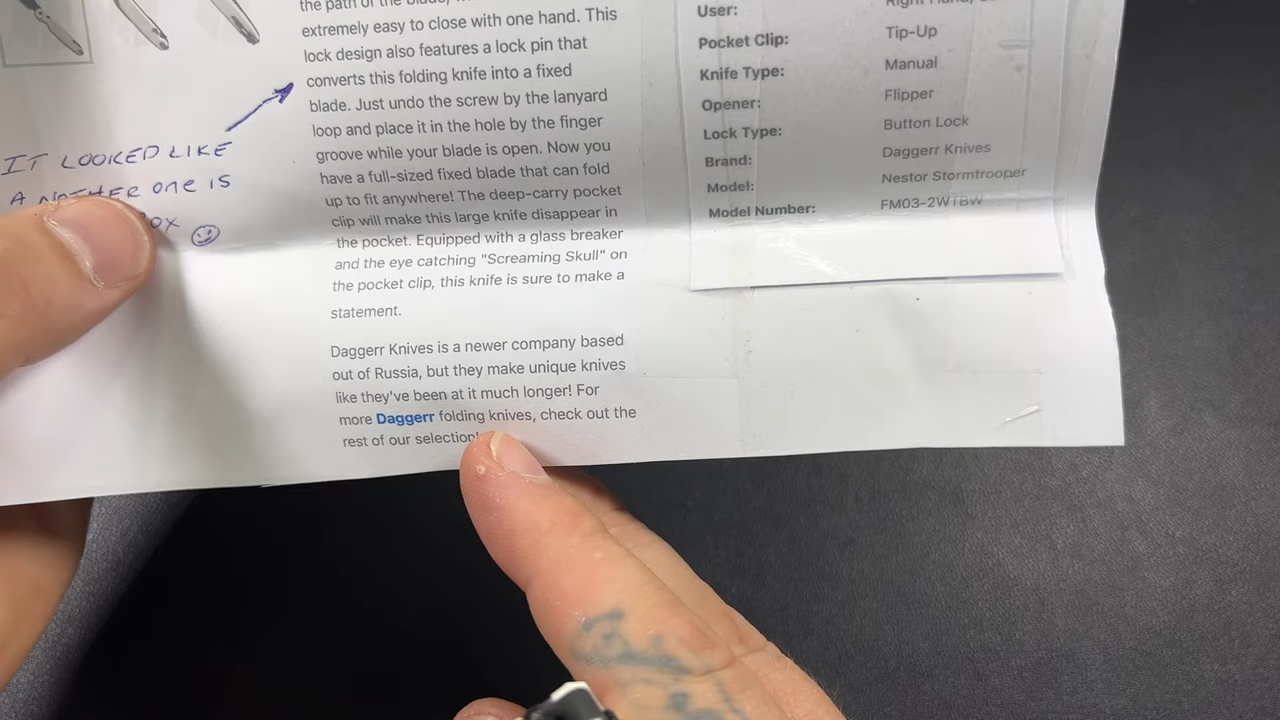 the path of the blade,
extremely easy to close with one hand. This
lock design also features a lock pin that
converts this folding knife into a fixed
blade. Just undo the screw by the lanyard
loop and place it in the hole by the finger
groove while your blade is open. Now you
have a full-sized fixed blade that can fold
up to fit anywhere! The deep-carry pocket
clip will make this large knife disappear in
the pocket. Equipped with a glass breaker
and the eye catching "Screaming Skull" on
the pocket clip, this knife is sure to make a
statement.
Daggerr Knives is a newer company based
out of Russia, but they make unique knives
like they've been at it much longer! For
more Daggerr folding knives, check out the
rest of our selection!
IT LOOKED LIKE
ANOTHER ONE IS
OX ☺
User: Right Hand,
Pocket Clip: Tip-Up
Knife Type: Manual
Opener: Flipper
Lock Type: Button Lock
Brand: Daggerr Knives
Model: Nestor Stormtrooper
Model Number: FM03-2WTBW